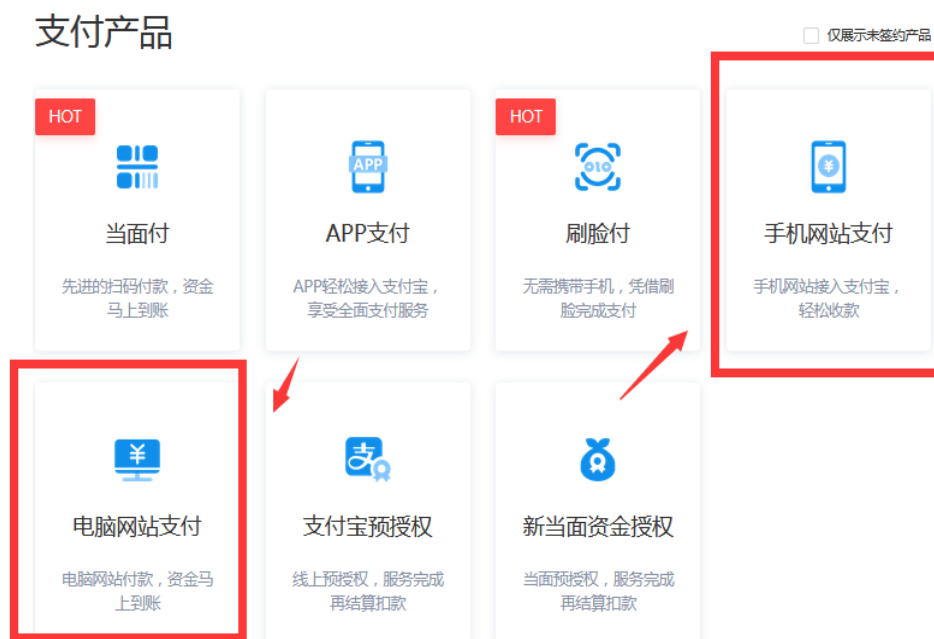 支付产品
仅展示未签约产品
HOT
当面付
先进的扫码付款，资金
马上到账
APP
APP支付
APP轻松接入支付宝，
享受全面支付服务
HOT
010
刷脸付
无需携带手机，凭借刷
脸完成支付
¥
手机网站支付
手机网站接入支付宝，
轻松收款
¥
电脑网站支付
电脑网站付款，资金马
上到账
支
支付宝预授权
线上预授权，服务完成
再结算扣款
新当面资金授权
当面预授权，服务完成
再结算扣款